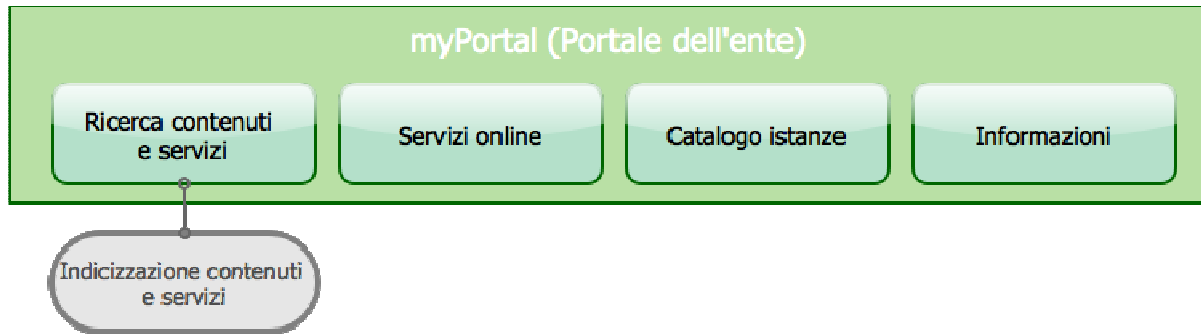 myPortal (Portale dell'ente)
Ricerca contenuti
e servizi
Servizi online
Catalogo istanze
Informazioni
Indicizzazione contenuti
e servizi